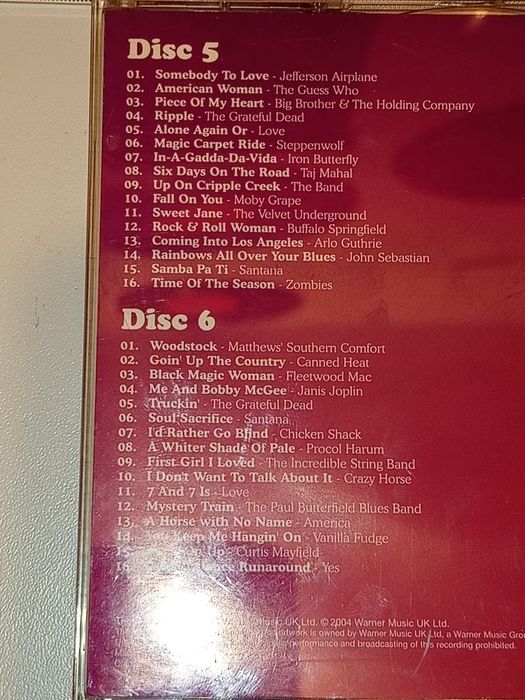 Disc 5
01. Somebody To Love - Jefferson Airplane
02. American Woman - The Guess Who
03. Piece Of My Heart - Big Brother & The Holding Company
04. Ripple - The Grateful Dead
05. Alone Again Or - Love
06. Magic Carpet Ride - Steppenwolf
07. In-A-Gadda-Da-Vida - Iron Butterfly
08. Six Days On The Road - Taj Mahal
09. Up On Cripple Creek - The Band
10. Fall On You - Moby Grape
11. Sweet Jane - The Velvet Underground
12. Rock & Roll Woman - Buffalo Springfield
13. Coming Into Los Angeles - Arlo Guthrie
14. Rainbows All Over Your Blues - John Sebastian
15. Samba Pa Ti - Santana
16. Time Of The Season - Zombies
Disc 6
01. Woodstock - Matthews' Southern Comfort
02. Goin' Up The Country - Canned Heat
03. Black Magic Woman - Fleetwood Mac
04. Me And Bobby McGee - Janis Joplin
05. Truckin' - The Grateful Dead
06. Soul Sacrifice - Santana
07. I'd Rather Go Blind - Chicken Shack
08. A Whiter Shade Of Pale - Procol Harum
09. First Girl I Loved - The Incredible String Band
10. I Don't Want To Talk About It - Crazy Horse
11. 7 And 7 Is - Love
12. Mystery Train - The Paul Butterfield Blues Band
13. A Horse with No Name - America
14. You Keep Me Hangin' On - Vanilla Fudge
15. Up - Curtis Mayfield
16. Runaround - Yes
Music UK Ltd. © 2004 Warner Music UK Ltd.
artwork is owned by Warner Music UK Ltd, a Warner Music
performance and broadcasting of this recording prohibited.